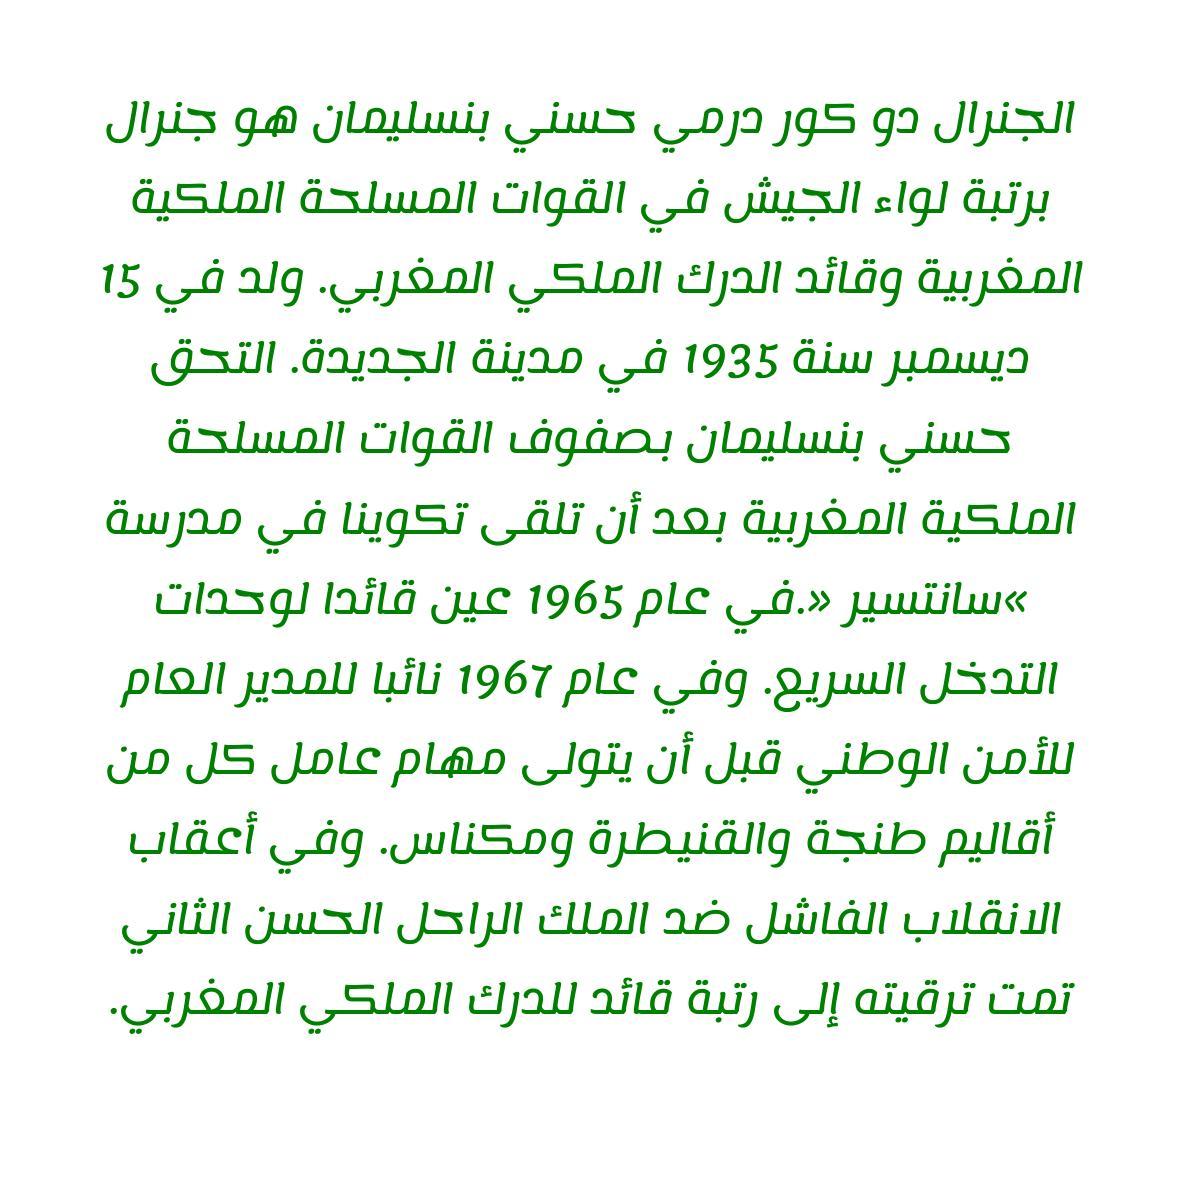 الجنرال دو كور درمي حسني بنسليمان هو جنرال
برتبة لواء الجيش في القوات المسلحة الملكية
المغربية وقائد الدرك الملكي المغربي. ولد في 15
ديسمبر سنة 1935 في مدينة الجديدة. التحق
حسني بنسليمان بصفوف القوات المسلحة
الملكية المغربية بعد أن تلقى تكوينا في مدرسة
«سانتسير ».في عام 1965 عين قائدا لوحدات
التدخل السريع. وفي عام 1967 نائبا للمدير العام
للأمن الوطني قبل أن يتولى مهام عامل كل من
أقاليم طنجة والقنيطرة ومكناس. وفي أعقاب
الانقلاب الفاشل ضد الملك الراحل الحسن الثاني
تمت ترقيته إلى رتبة قائد للدرك الملكي المغربي.